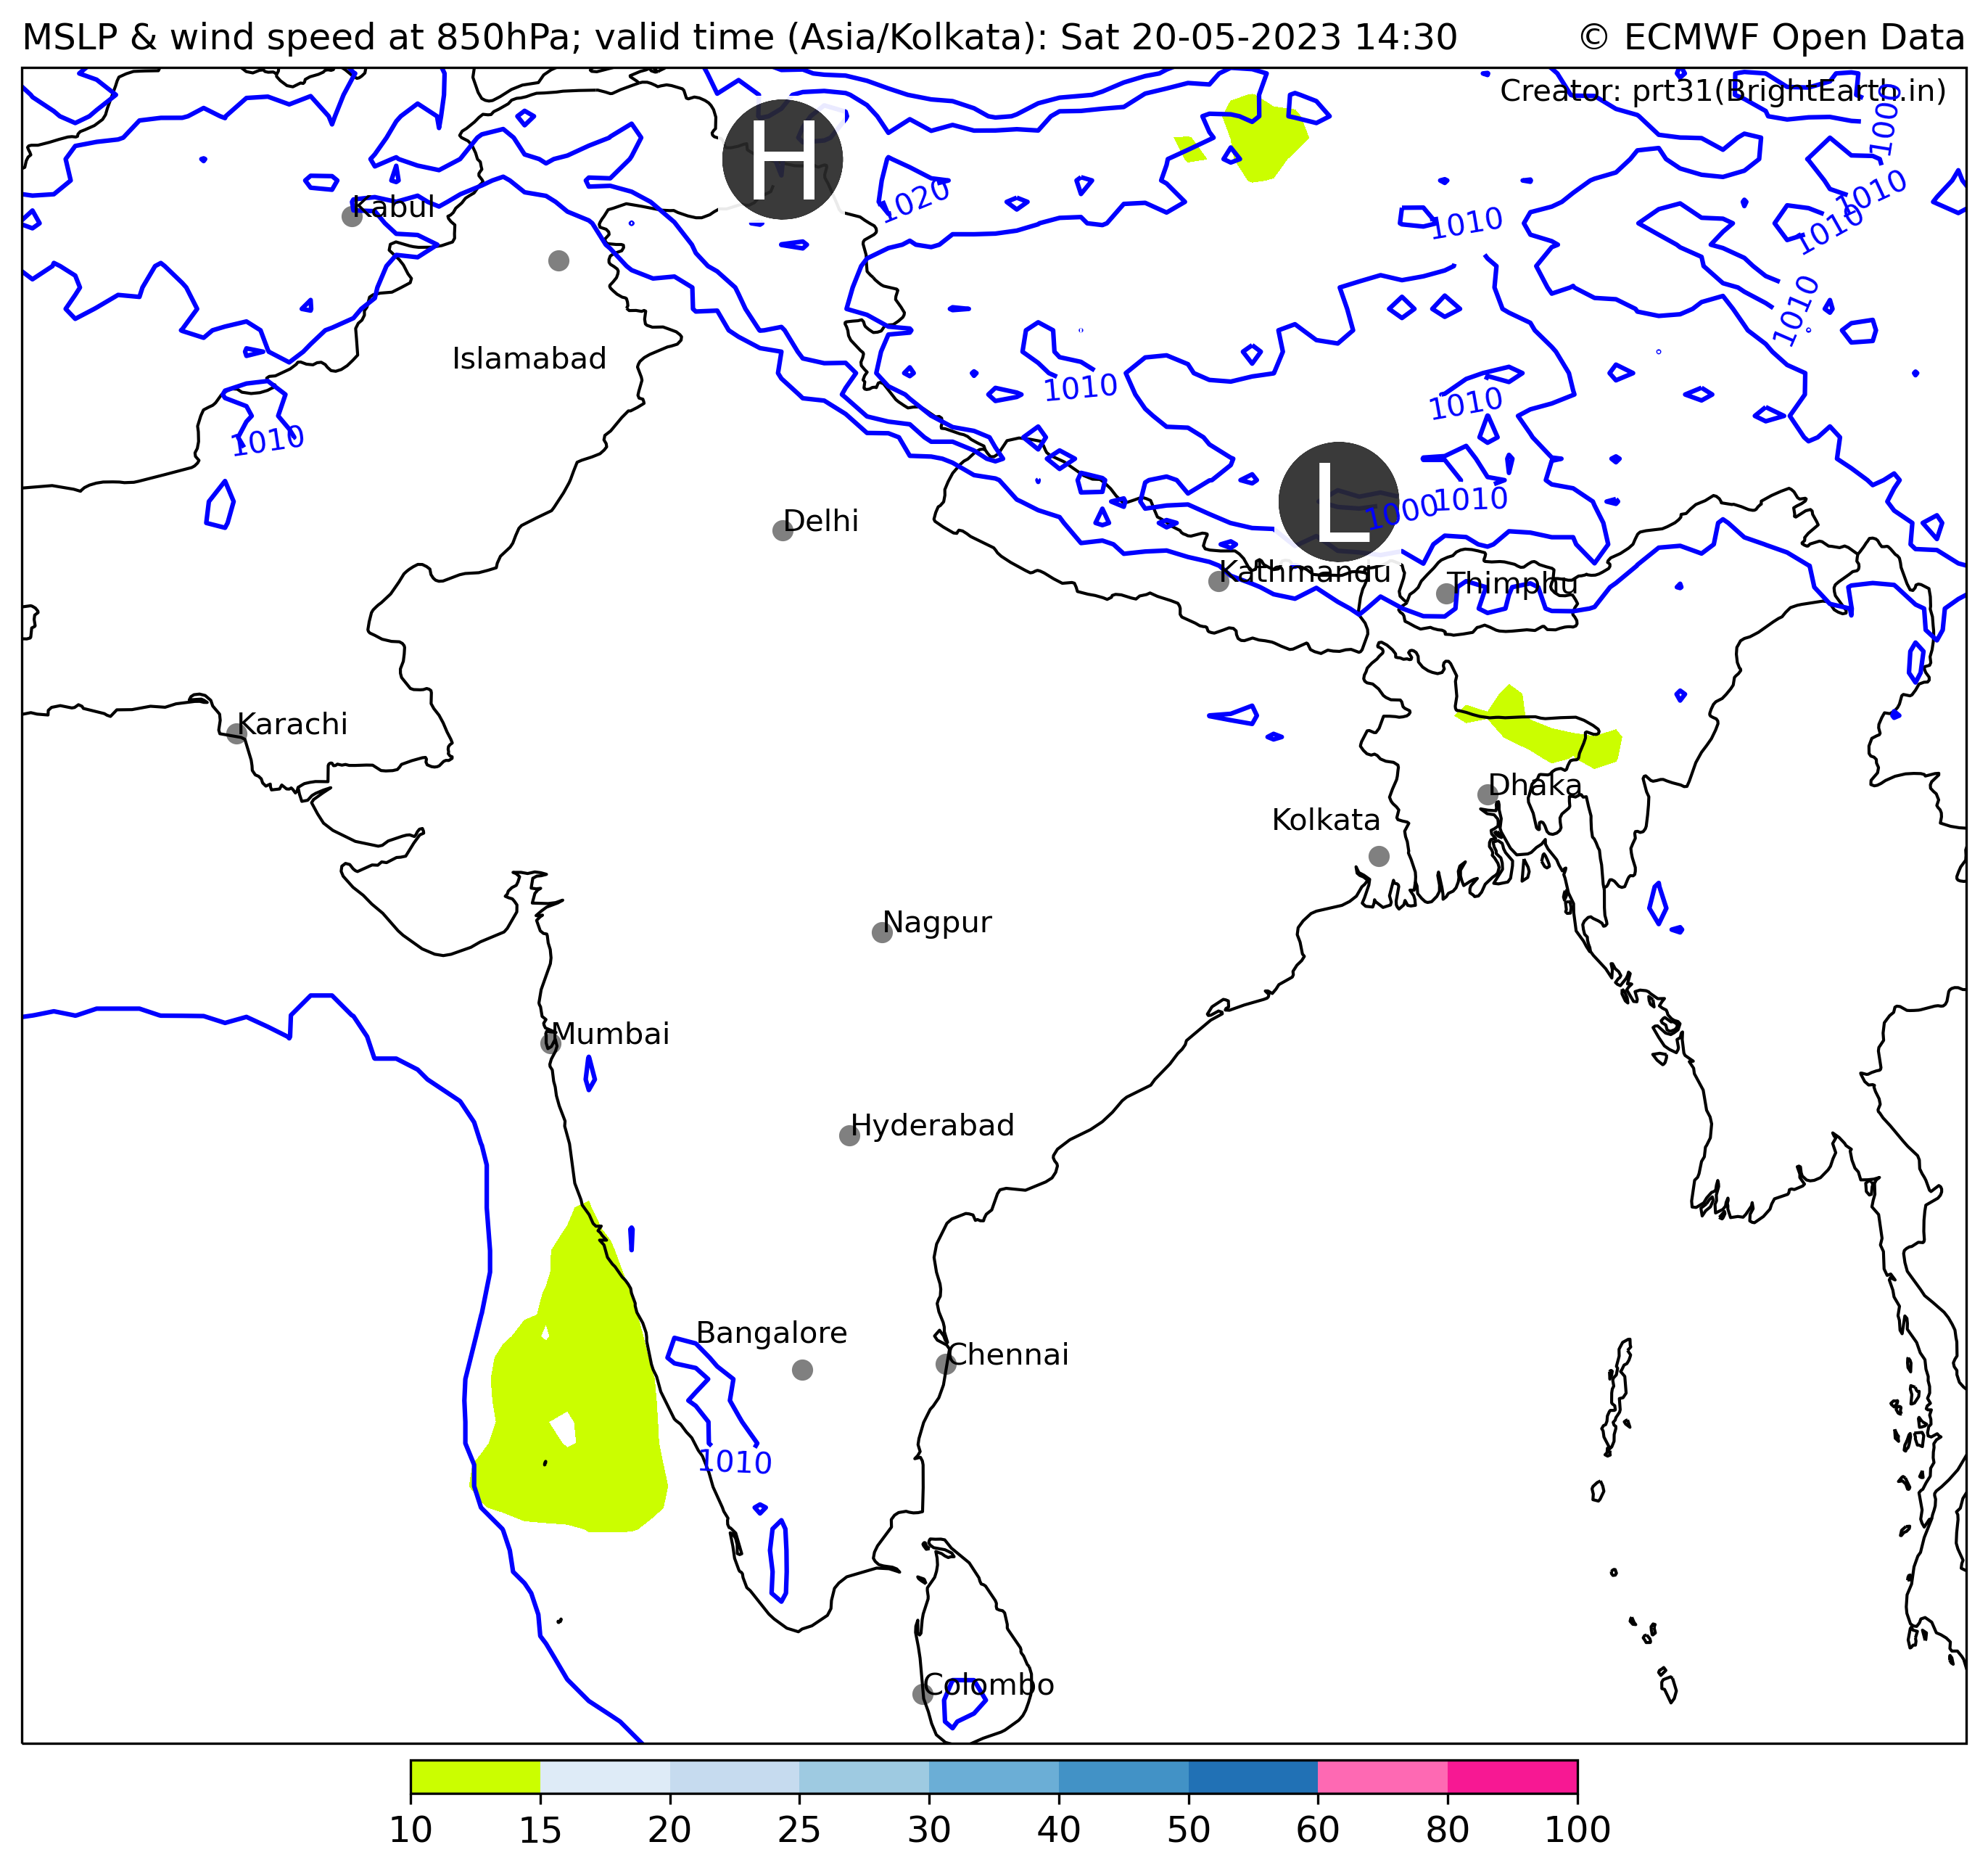 MSLP & wind speed at 850hPa; valid time (Asia/Kolkata): Sat 20-05-2023 14:30
© ECMWF Open Data
Creator: prt31(BrightEarth.in)
1000
H
1020
1010
1010
1010
Kabul
1010
Islamabad
1010
1010
1010
L
1000
1010
Delhi
Kathmandu
Thimphu
Karachi
Dhaka
Kolkata
Nagpur
Mumbai
Hyderabad
Bangalore
Chennai
1010
Colombo
10 15 20 25 30 40 50 60 80 100